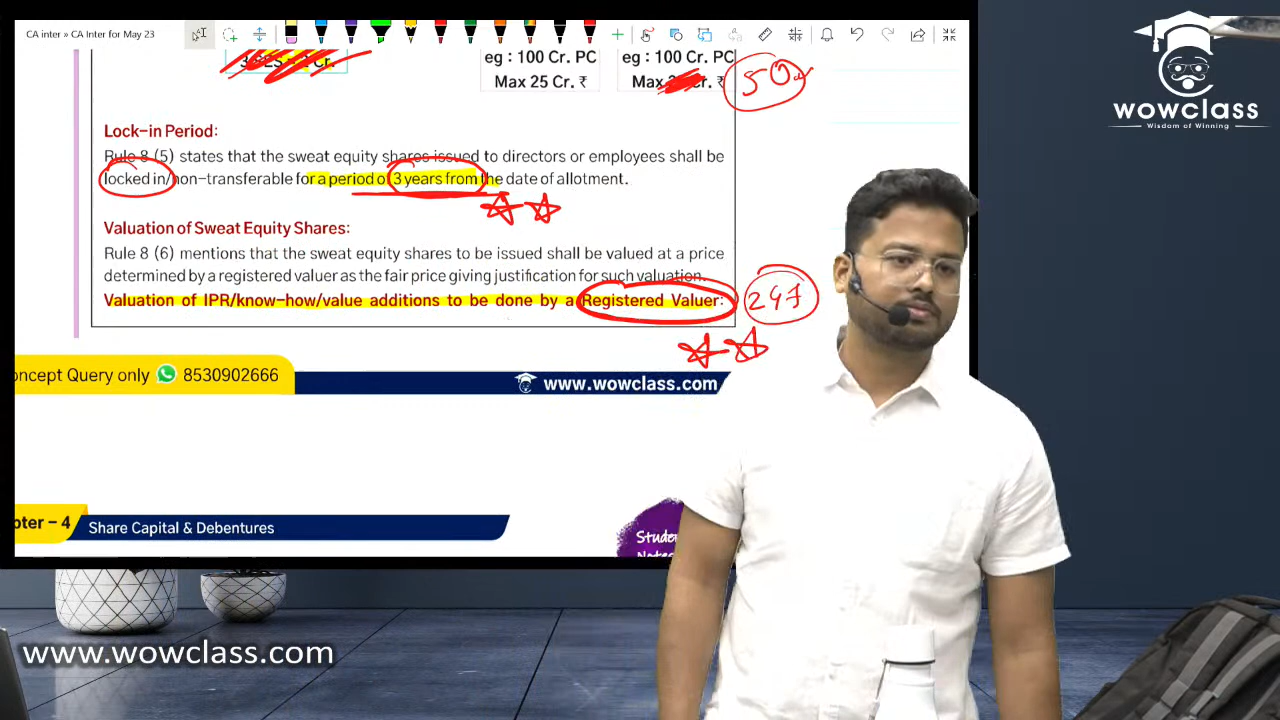 CA inter » CA Inter for May 23
eg : 100 Cr. PC
Max 25 Cr. ₹
eg : 100 Cr. PC
Max Cr. ₹
50
Lock-in Period:
Rule 8 (5) states that the sweat equity shares issued to directors or employees shall be
locked in/non-transferable for a period of 3 years from the date of allotment.
Valuation of Sweat Equity Shares:
Rule 8 (6) mentions that the sweat equity shares to be issued shall be valued at a price
determined by a registered valuer as the fair price giving justification for such valuation.
Valuation of IPR/know-how/value additions to be done by a Registered Valuer:
247
oncept Query only 8530902666
www.wowclass.com
pter – 4 Share Capital & Debentures
Stude
wowclass
Wisdom of Winning
www.wowclass.com